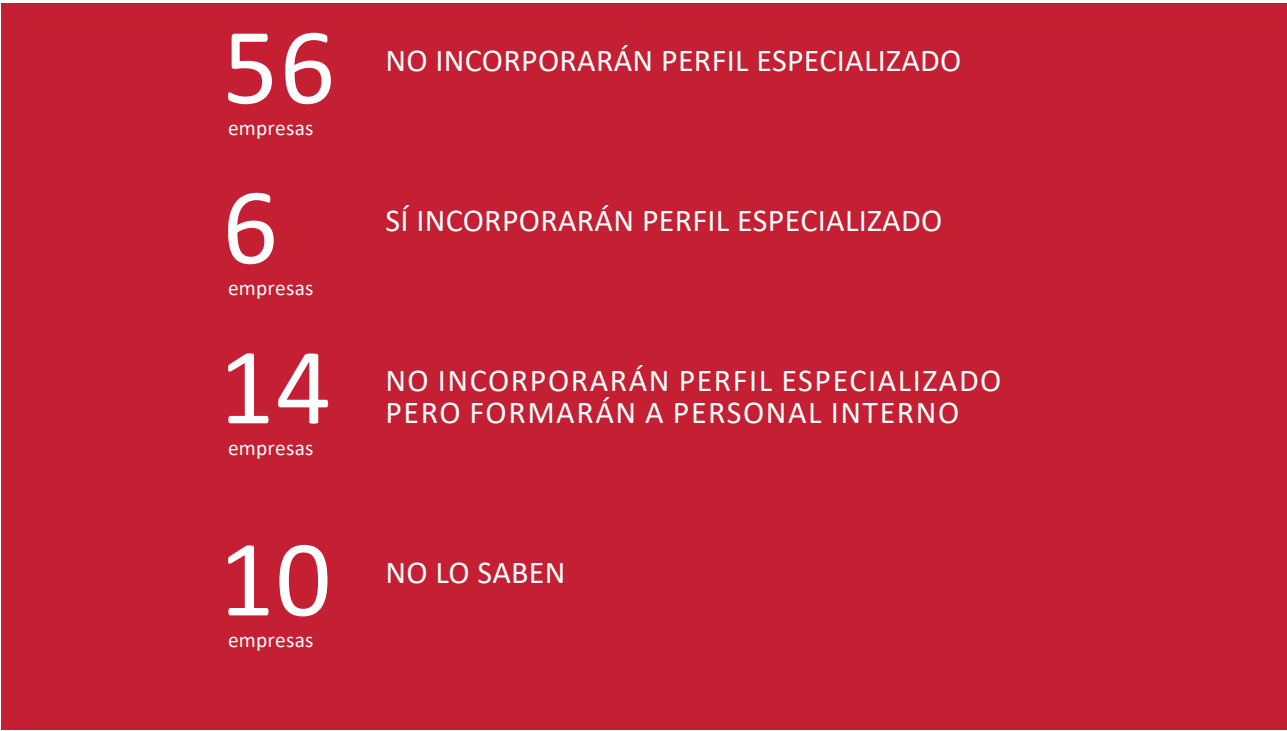 56
empresas
NO INCORPORARÁN PERFIL ESPECIALIZADO
6
empresas
SÍ INCORPORARÁN PERFIL ESPECIALIZADO
14
empresas
NO INCORPORARÁN PERFIL ESPECIALIZADO
PERO FORMARÁN A PERSONAL INTERNO
10
empresas
NO LO SABEN